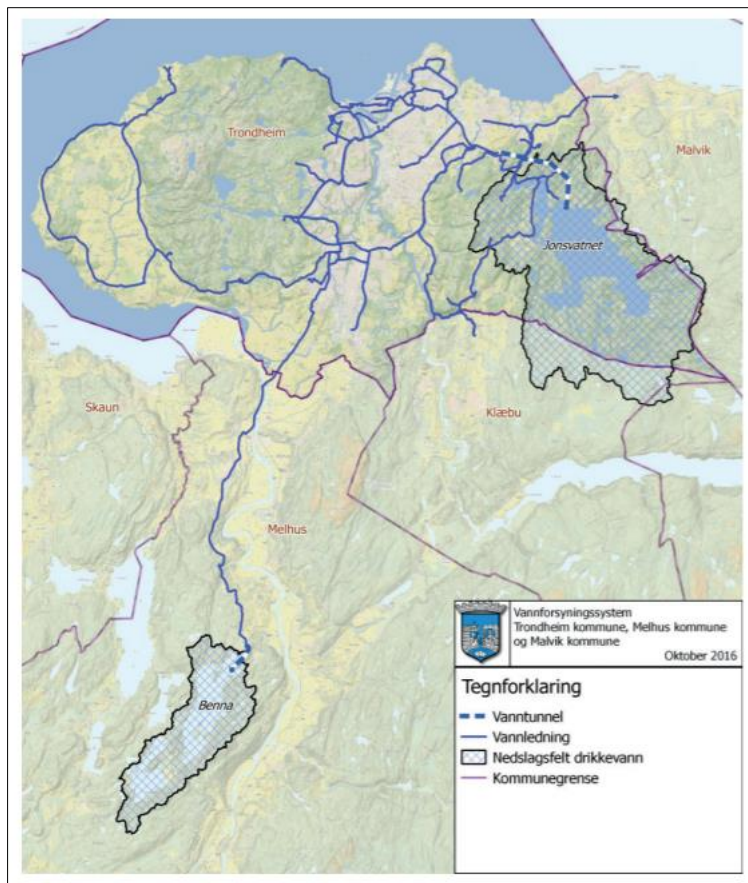 Trondheim
Malvik
Jonsvatnet
Skaun
Klæbu
Melhus
Benna
Vannforsyningssystem
Trondheim kommune, Melhus kommune
og Malvik kommune
Oktober 2016
Tegnforklaring
Vanntunnel
Vannledning
Nedslagsfelt drikkevann
Kommunegrense